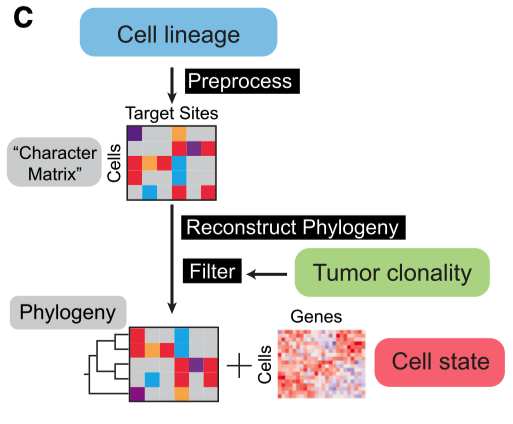 C
Cell lineage
Preprocess
Target Sites
"Character
Matrix"
Cells
Reconstruct Phylogeny
Filter
Tumor clonality
Phylogeny
Genes
Cells
Cell state